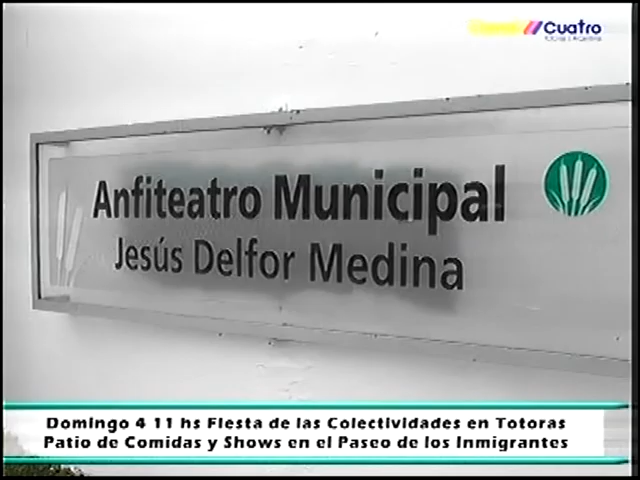 Cuatro
Anfiteatro Municipal
Jesús Delfor Medina
Domingo 4 11 hs Fiesta de las Colectividades en Totoras
Patio de Comidas y Shows en el Paseo de los Inmigrantes